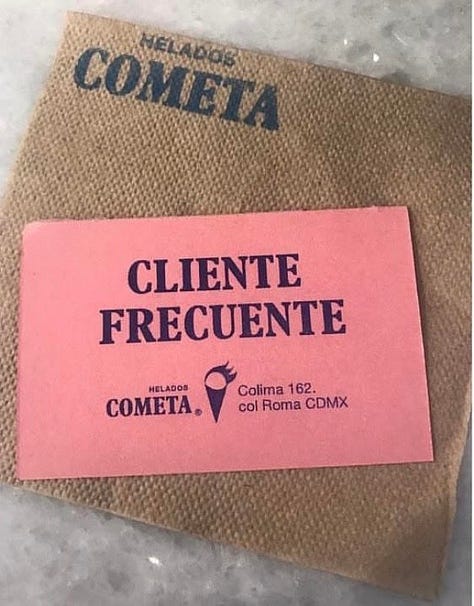 HELADOS
COMETA
CLIENTE
FRECUENTE
HELADOS
COMETA®
Colima 162.
col Roma CDMX